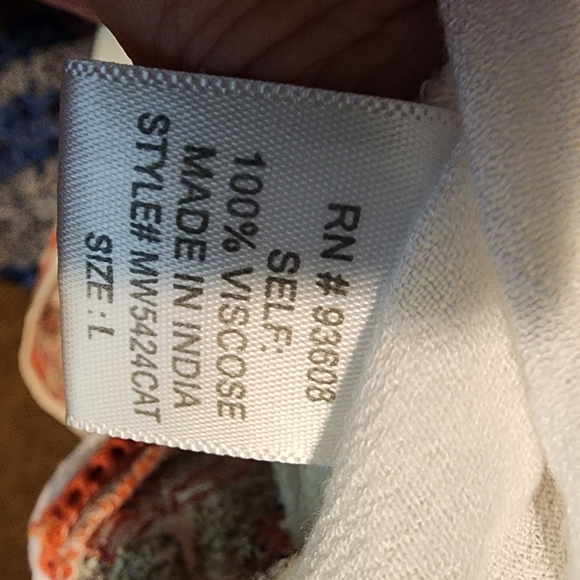 RN # 93608
SELF:
100% VISCOSE
MADE IN INDIA
STYLE# MW5424CAT
SIZE : L